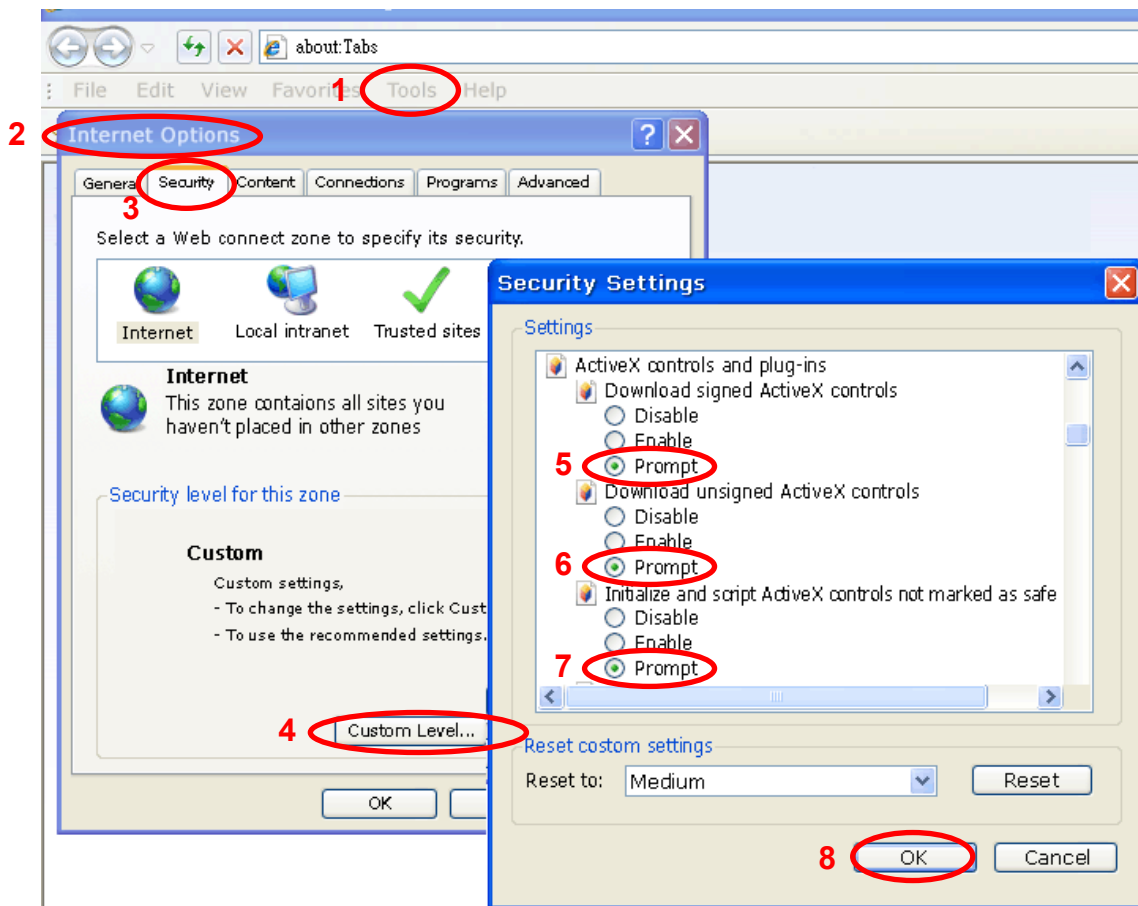 about:Tabs
File Edit View Favorites Tools Help
1
2
Internet Options
General Security Content Connections Programs Advanced
3
Select a Web connect zone to specify its security.
Internet Local intranet Trusted sites
Internet
This zone contaions all sites you
haven't placed in other zones
Security level for this zone
Custom
Custom settings,
- To change the settings, click Cust
- To use the recommended settings.
4
Custom Level...
OK
Security Settings
Settings
ActiveX controls and plug-ins
Download signed ActiveX controls
Disable
Enable
5 Prompt
Download unsigned ActiveX controls
Disable
Enable
6 Prompt
Initialize and script ActiveX controls not marked as safe
Disable
Enable
7 Prompt
Reset costom settings
Reset to: Medium Reset
8 OK Cancel